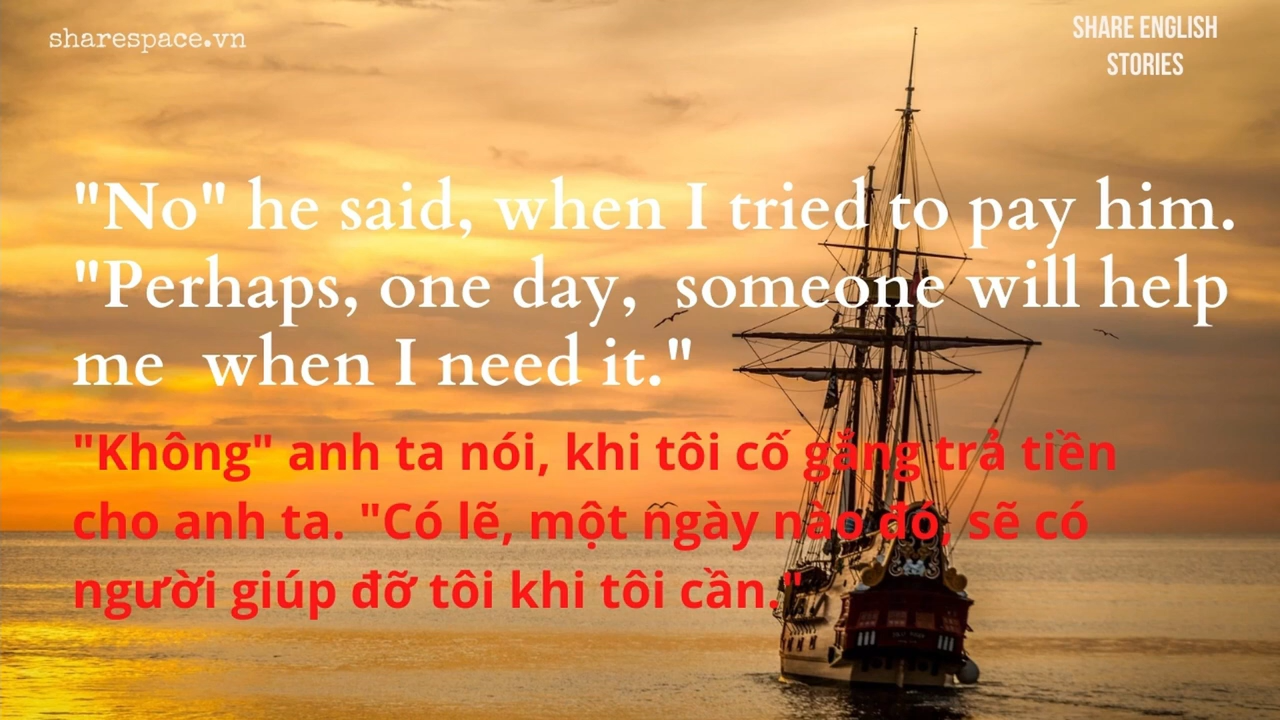 sharespace.vn
SHARE ENGLISH
STORIES
"No" he said, when I tried to pay him.
"Perhaps, one day, someone will help
me when I need it."
"Không" anh ta nói, khi tôi cố gắng trả tiền
cho anh ta. "Có lẽ, một ngày nào đó, sẽ có
người giúp đỡ tôi khi tôi cần."